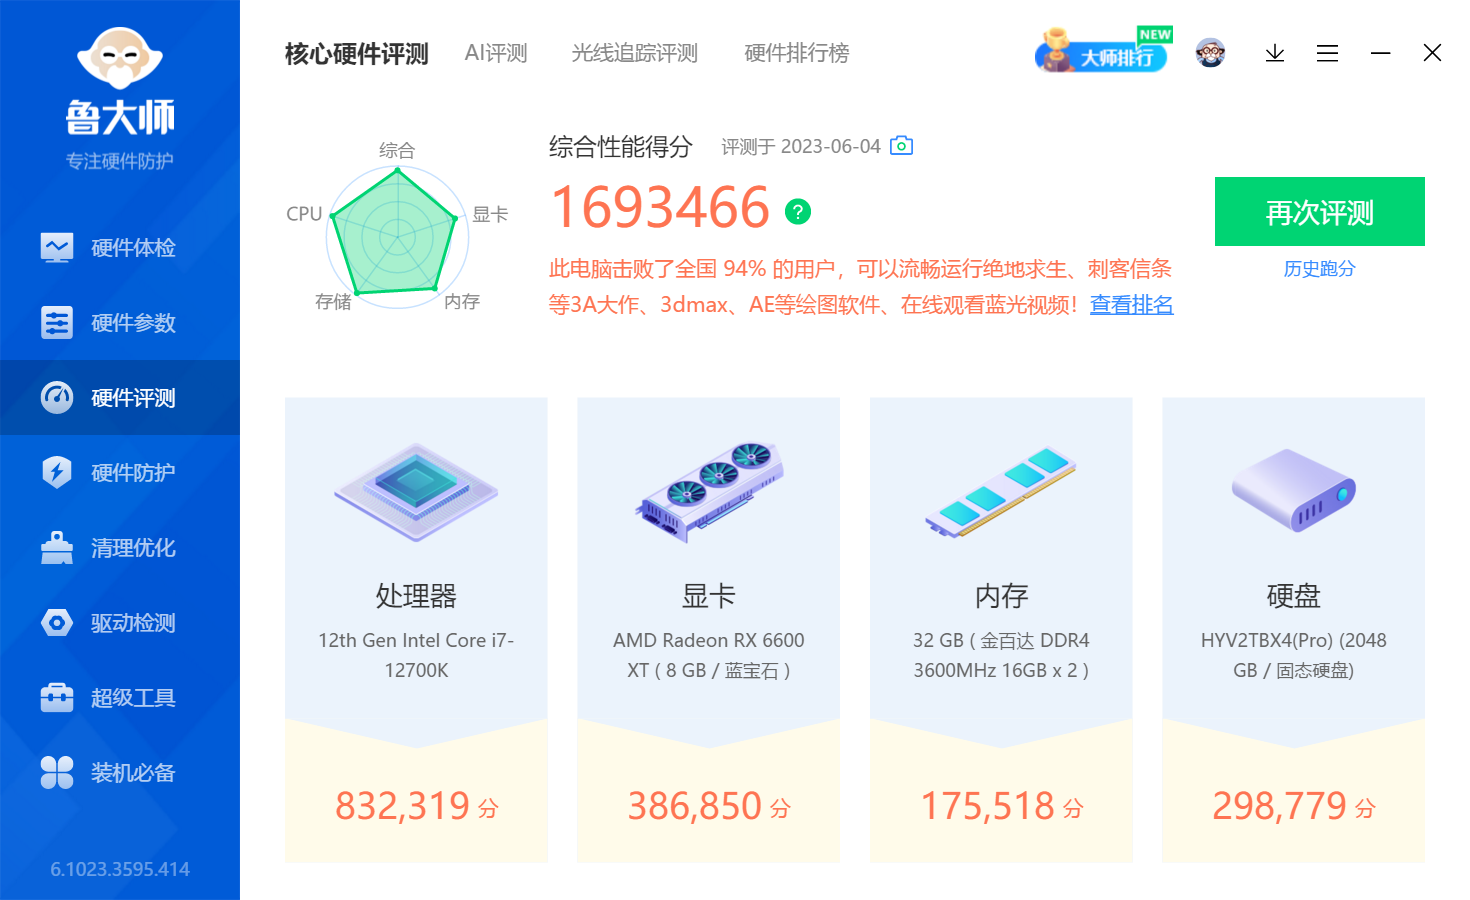 鲁大师
专注硬件防护
硬件体检
硬件参数
硬件评测
硬件防护
清理优化
驱动检测
超级工具
装机必备
6.1023.3595.414
核心硬件评测 AI评测 光线追踪评测 硬件排行榜
大师排行 NEW
综合
CPU
显卡
存储
内存
综合性能得分 评测于 2023-06-04
1693466 ?
此电脑击败了全国 94% 的用户，可以流畅运行绝地求生、刺客信条
等3A大作、3dmax、AE等绘图软件、在线观看蓝光视频！查看排名
再次评测
历史跑分
处理器
12th Gen Intel Core i7-
12700K
832,319 分
显卡
AMD Radeon RX 6600
XT ( 8 GB / 蓝宝石 )
386,850 分
内存
32 GB ( 金百达 DDR4
3600MHz 16GB x 2 )
175,518 分
硬盘
HYV2TBX4(Pro) (2048
GB / 固态硬盘)
298,779 分